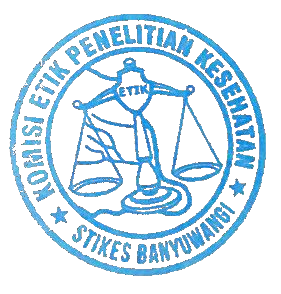 KOMISI ETIK PENELITIAN KESEHATAN
ETIK
STIKES BANYUWANGI